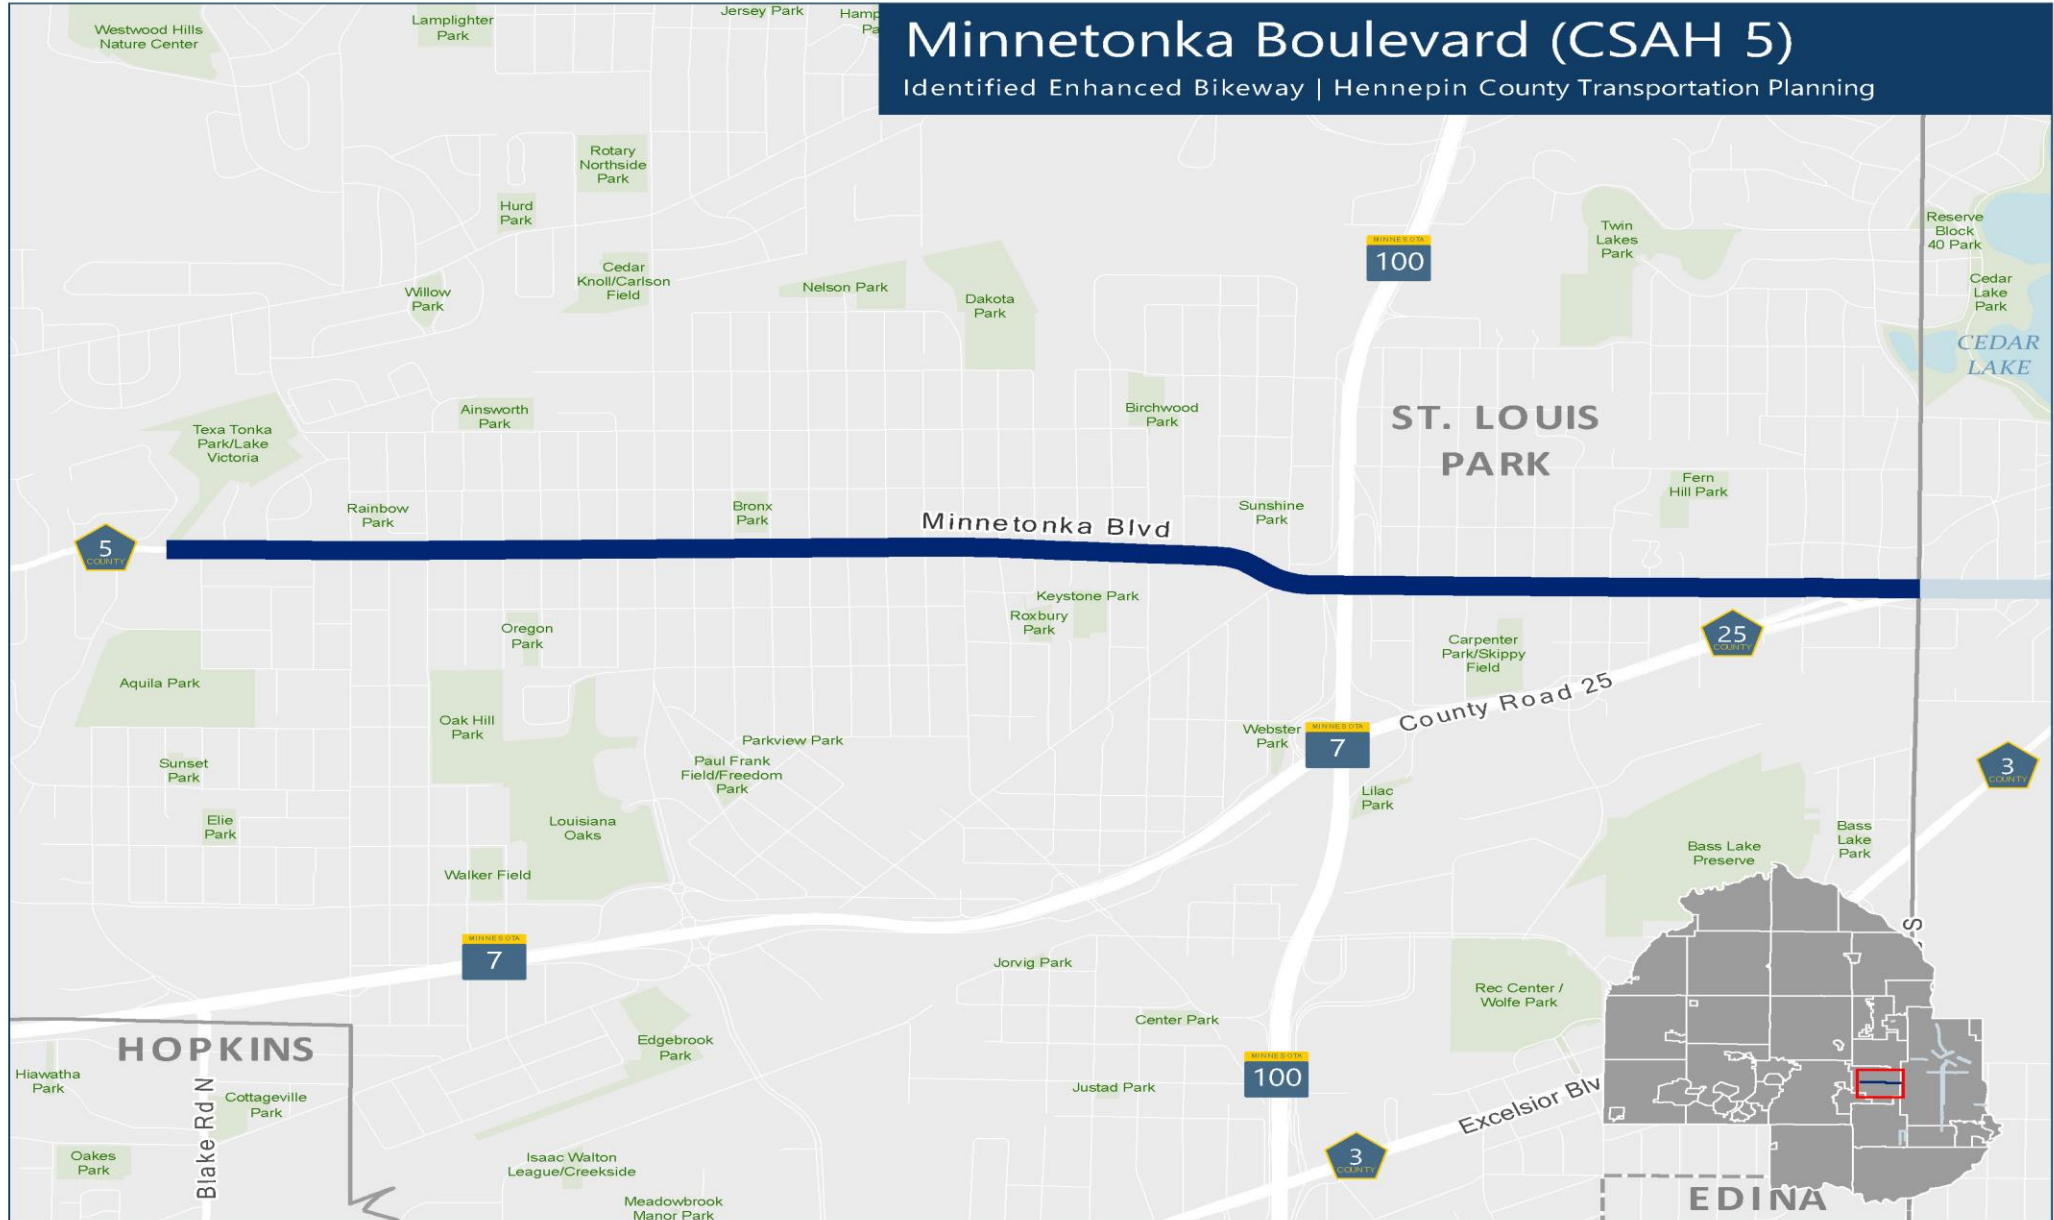 Minnetonka Boulevard (CSAH 5)
Identified Enhanced Bikeway | Hennepin County Transportation Planning
Westwood Hills
Nature Center
Lamplighter
Park
Jersey Park
Rotary
Northside
Park
Hurd
Park
Cedar
Knoll/Carlson
Field
Willow
Park
Nelson Park
Dakota
Park
MINNESOTA
100
Twin
Lakes
Park
Reserve
Block
40 Park
Cedar
Lake
Park
CEDAR
LAKE
Texa Tonka
Park/Lake
Victoria
Ainsworth
Park
Birchwood
Park
ST. LOUIS
PARK
Fern
Hill Park
Rainbow
Park
Bronx
Park
Minnetonka Blvd
Sunshine
Park
5
COUNTY
Keystone Park
Roxbury
Park
Oregon
Park
Carpenter
Park/Skippy
Field
25
COUNTY
County Road 25
Aquila Park
Oak Hill
Park
Parkview Park
Paul Frank
Field/Freedom
Park
Webster
Park
MINNESOTA
7
Sunset
Park
Lilac
Park
3
COUNTY
Elie
Park
Louisiana
Oaks
Bass Lake
Preserve
Bass
Lake
Park
Walker Field
S
MINNESOTA
7
Jorvig Park
Rec Center /
Wolfe Park
Center Park
HOPKINS
Edgebrook
Park
Hiawatha
Park
Cottageville
Park
Blake Rd N
Justad Park
MINNESOTA
100
Excelsior Blv
3
COUNTY
Oakes
Park
Isaac Walton
League/Creekside
Meadowbrook
Manor Park
EDINA